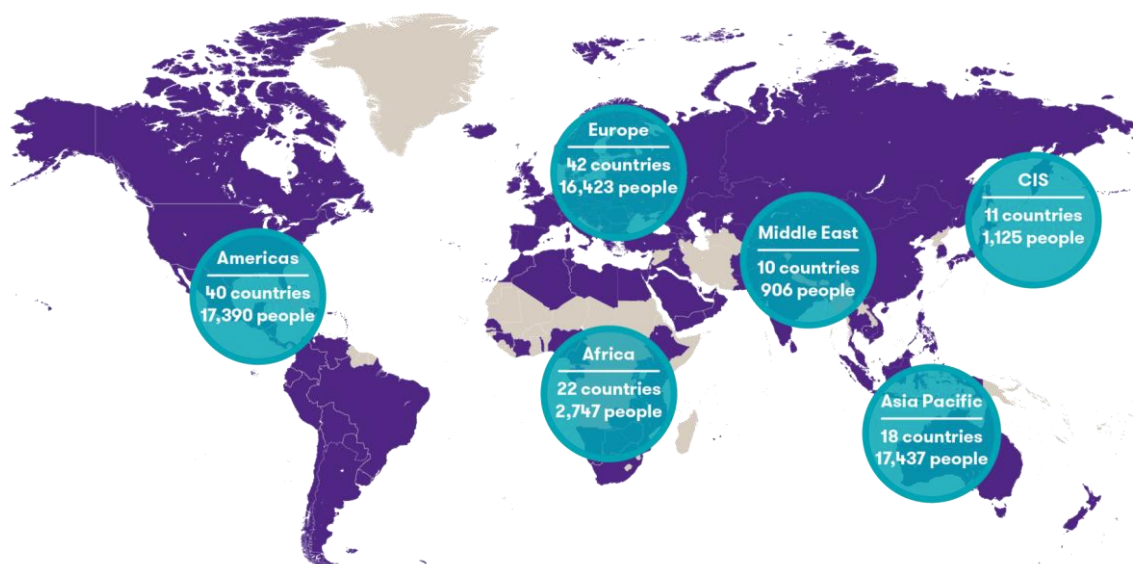 Europe
42 countries
16,423 people
CIS
11 countries
1,125 people
Middle East
10 countries
906 people
Americas
40 countries
17,390 people
Africa
22 countries
2,747 people
Asia Pacific
18 countries
17,437 people